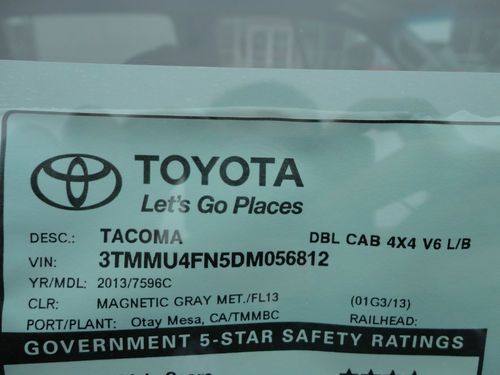 TOYOTA
Let's Go Places
DESC.: TACOMA DBL CAB 4X4 V6 L/B
VIN: 3TMMU4FN5DM056812
YR/MDL: 2013/7596C
CLR: MAGNETIC GRAY MET./FL13 (01G3/13)
PORT/PLANT: Otay Mesa, CA/TMMBC RAILHEAD:
GOVERNMENT 5-STAR SAFETY RATINGS